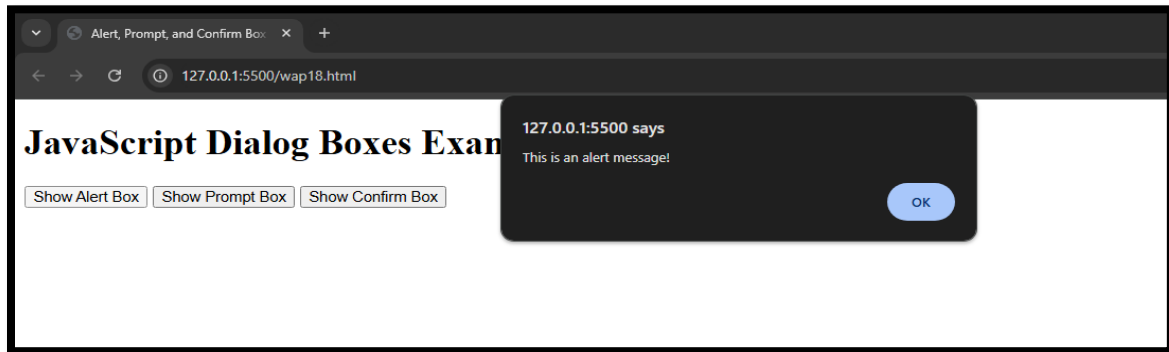 Alert, Prompt, and Confirm Box
127.0.0.1:5500/wap18.html
JavaScript Dialog Boxes
Show Alert Box Show Prompt Box Show Confirm Box
127.0.0.1:5500 says
This is an alert message!
OK